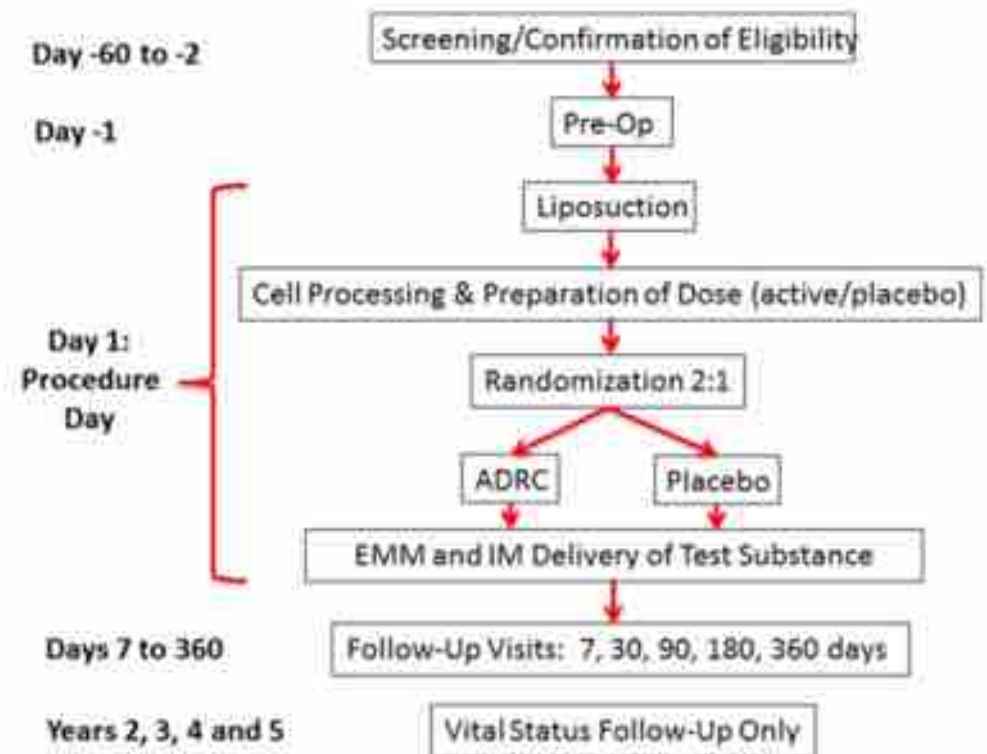 Day -60 to -2
Screening/Confirmation of Eligibility
Day -1
Pre-Op
Liposuction
Cell Processing & Preparation of Dose (active/placebo)
Day 1:
Procedure
Day
Randomization 2:1
ADRC
Placebo
EMM and IM Delivery of Test Substance
Days 7 to 360
Follow-Up Visits: 7, 30, 90, 180, 360 days
Years 2, 3, 4 and 5
Vital Status Follow-Up Only